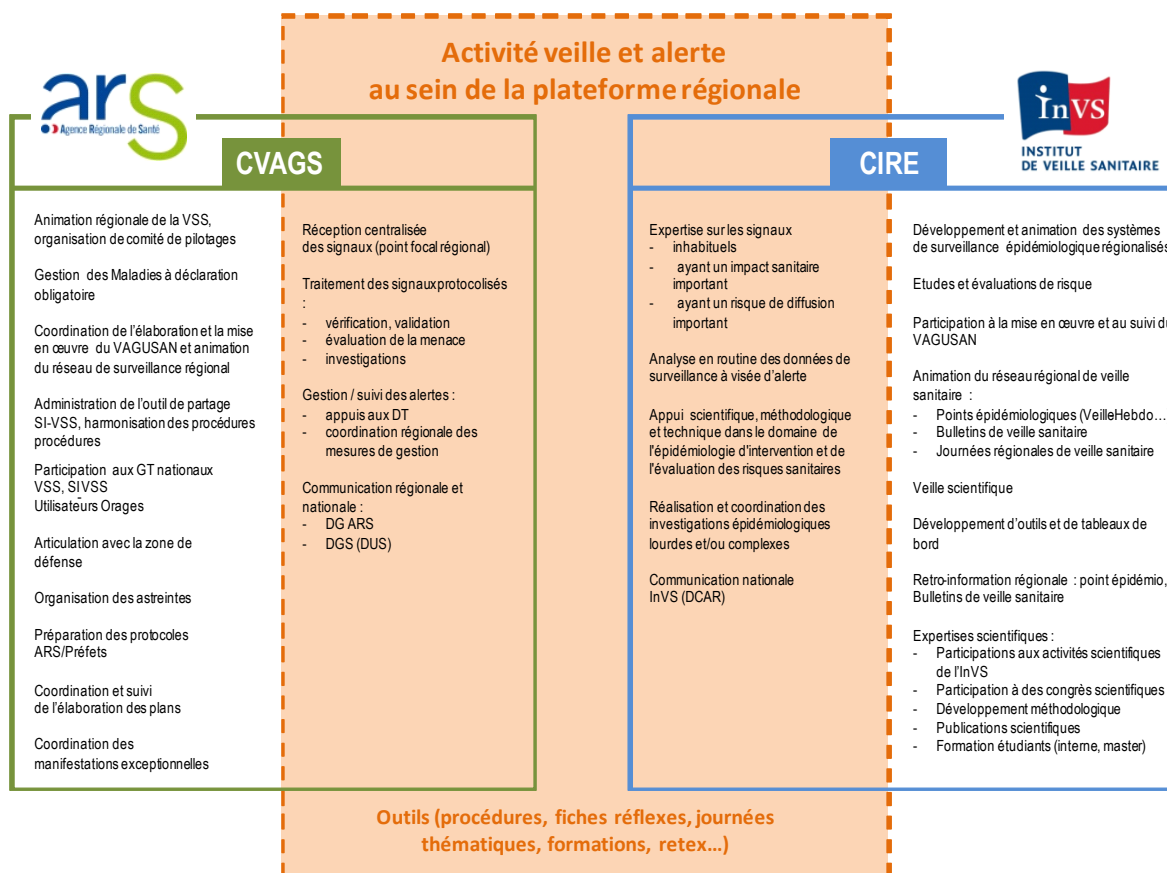 Activité veille et alerte
au sein de la plateforme régionale
ars
Agence Régionale de Santé
InVS
INSTITUT
DE VEILLE SANITAIRE
CVAGS
CIRE
Animation régionale de la VSS,
organisation de comité de pilotages
Gestion des Maladies à déclaration
obligatoire
Coordination de l'élaboration et la mise
en œuvre du VAGUSAN et animation
du réseau de surveillance régional
Administration de l'outil de partage
SI-VSS, harmonisation des procédures
procédures
Participation aux GT nationaux
VSS, SIVSS
Utilisateurs Orages
Articulation avec la zone de
défense
Organisation des astreintes
Préparation des protocoles
ARS/Préfets
Coordination et suivi
de l'élaboration des plans
Coordination des
manifestations exceptionnelles
Réception centralisée
des signaux (point focal régional)
Traitement des signaux protocolisés
:
- vérification, validation
- évaluation de la menace
- investigations
Gestion / suivi des alertes :
- appuis aux DT
- coordination régionale des
mesures de gestion
Communication régionale et
nationale :
- DG ARS
- DGS (DUS)
Expertise sur les signaux
- inhabituels
- ayant un impact sanitaire
important
- ayant un risque de diffusion
important
Analyse en routine des données de
surveillance à visée d'alerte
Appui scientifique, méthodologique
et technique dans le domaine de
l'épidémiologie d'intervention et de
l'évaluation des risques sanitaires
Réalisation et coordination des
investigations épidémiologiques
lourdes et/ou complexes
Communication nationale
InVS (DCAR)
Développement et animation des systèmes
de surveillance épidémiologique régionalisés
Etudes et évaluations de risque
Participation à la mise en œuvre et au suivi du
VAGUSAN
Animation du réseau régional de veille
sanitaire :
- Points épidémiologiques (VeilleHebdo…
- Bulletins de veille sanitaire
- Journées régionales de veille sanitaire
Veille scientifique
Développement d'outils et de tableaux de
bord
Retro-information régionale : point épidémio,
Bulletins de veille sanitaire
Expertises scientifiques :
- Participations aux activités scientifiques
de l'InVS
- Participation à des congrès scientifiques
- Développement méthodologique
- Publications scientifiques
- Formation étudiants (interne, master)
Outils (procédures, fiches réflexes, journées
thématiques, formations, retex…)